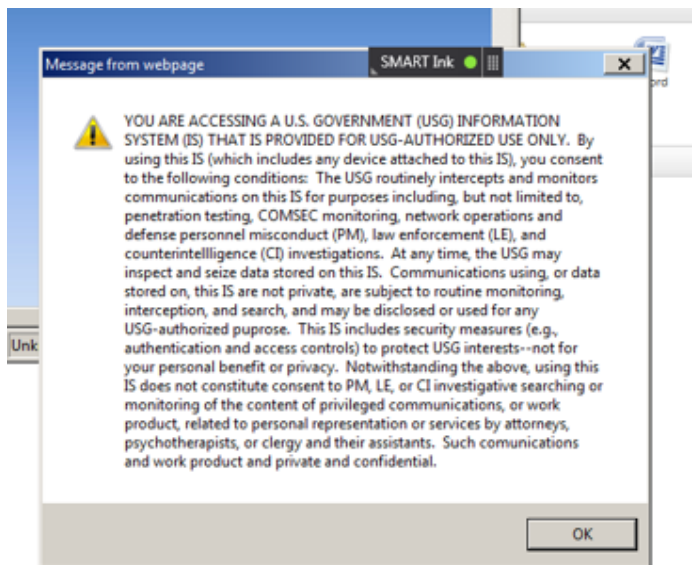 Message from webpage
SMART Ink
YOU ARE ACCESSING A U.S. GOVERNMENT (USG) INFORMATION
SYSTEM (IS) THAT IS PROVIDED FOR USG-AUTHORIZED USE ONLY. By
using this IS (which includes any device attached to this IS), you consent
to the following conditions: The USG routinely intercepts and monitors
communications on this IS for purposes including, but not limited to,
penetration testing, COMSEC monitoring, network operations and
defense personnel misconduct (PM), law enforcement (LE), and
counterintellligence (CI) investigations. At any time, the USG may
inspect and seize data stored on this IS. Communications using, or data
stored on, this IS are not private, are subject to routine monitoring,
interception, and search, and may be disclosed or used for any
USG-authorized puprose. This IS includes security measures (e.g.,
authentication and access controls) to protect USG interests--not for
your personal benefit or privacy. Notwithstanding the above, using this
IS does not constitute consent to PM, LE, or CI investigative searching or
monitoring of the content of privileged communications, or work
product, related to personal representation or services by attorneys,
psychotherapists, or clergy and their assistants. Such comunications
and work product and private and confidential.
OK
Unk
ord